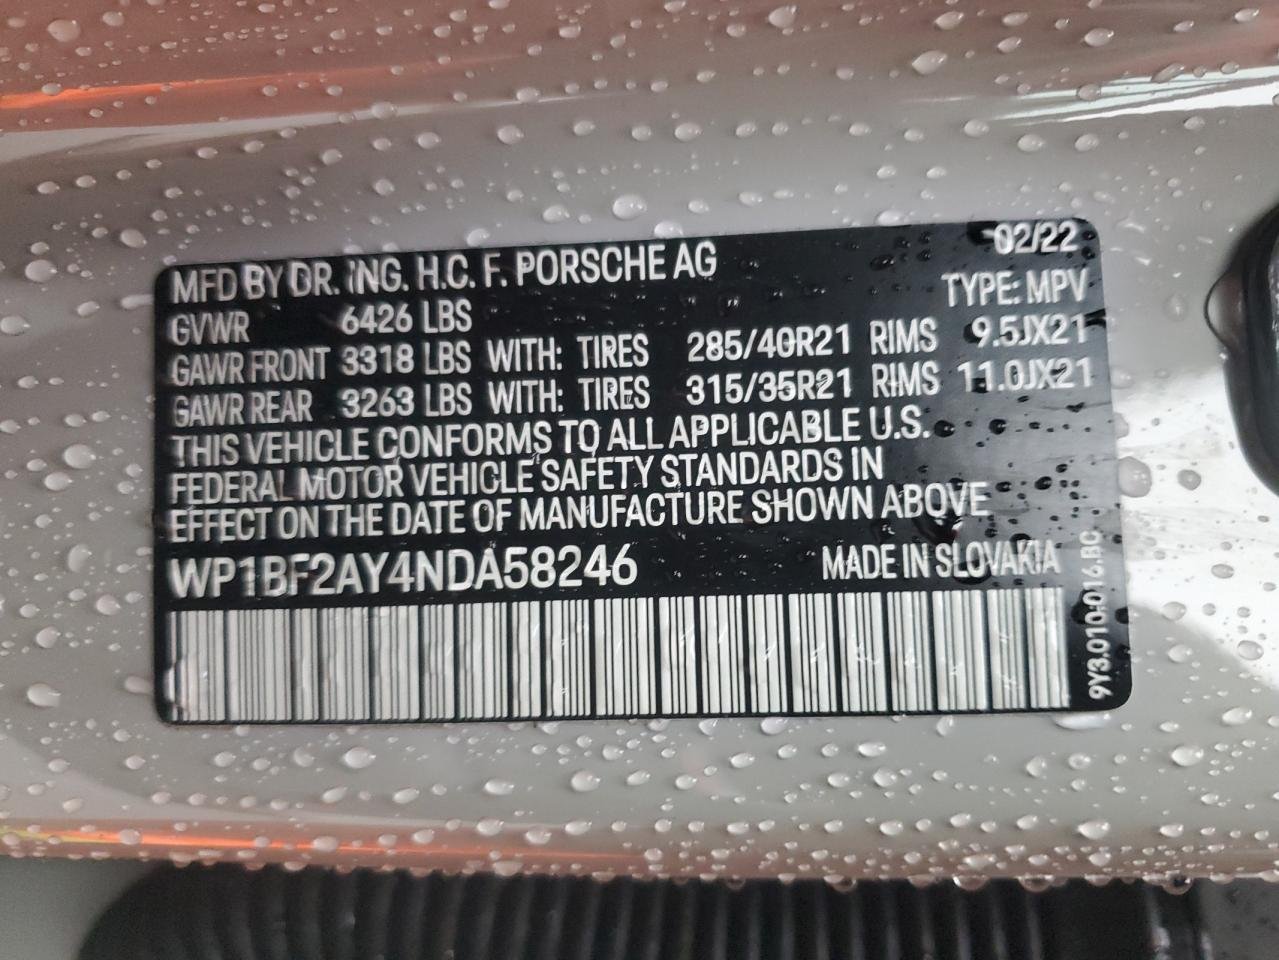 MFD BY DR. ING. H.C. F. PORSCHE AG 02/22
GVWR 6426 LBS TYPE: MPV
GAWR FRONT 3318 LBS WITH: TIRES 285/40R21 RIMS 9.5JX21
GAWR REAR 3263 LBS WITH: TIRES 315/35R21 RIMS 11.0JX21
THIS VEHICLE CONFORMS TO ALL APPLICABLE U.S.
FEDERAL MOTOR VEHICLE SAFETY STANDARDS IN
EFFECT ON THE DATE OF MANUFACTURE SHOWN ABOVE
WP1BF2AY4NDA58246 MADE IN SLOVAKIA
9Y3.010.016.BC